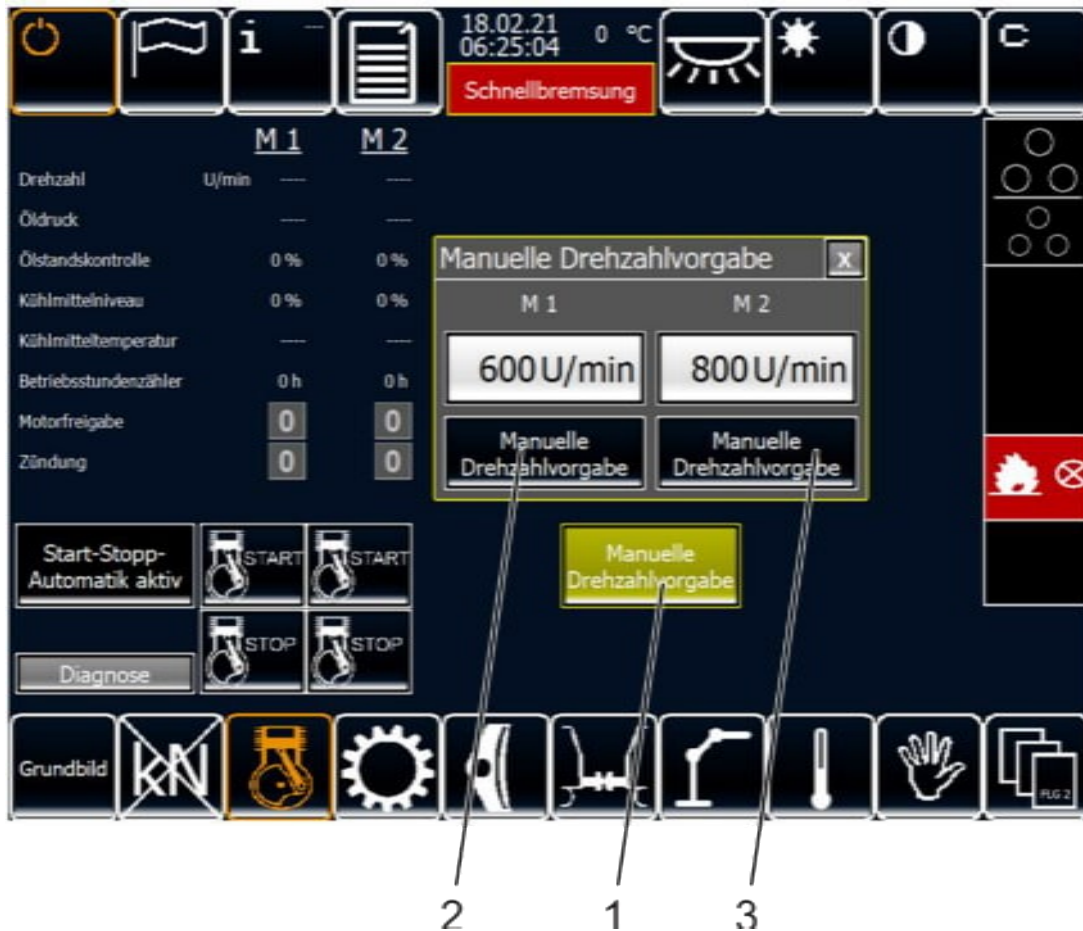 i ---
18.02.21 0 °C
06:25:04
Schnellbremsung
C
M 1 M 2
Drehzahl U/min ---- ----
Öldruck ---- ----
Ölstandskontrolle 0 % 0 %
Kühlmittelniveau 0 % 0 %
Kühlmitteltemperatur ---- ----
Betriebsstundenzähler 0 h 0 h
Motorfreigabe 0 0
Zündung 0 0
Manuelle Drehzahlvorgabe x
M 1 M 2
600 U/min 800 U/min
Manuelle Manuelle
Drehzahlvorgabe Drehzahlvorgabe
Start-Stopp-
Automatik aktiv
START START
STOP STOP
Diagnose
Manuelle
Drehzahlvorgabe
Grundbild kN FLG 2
2 1 3